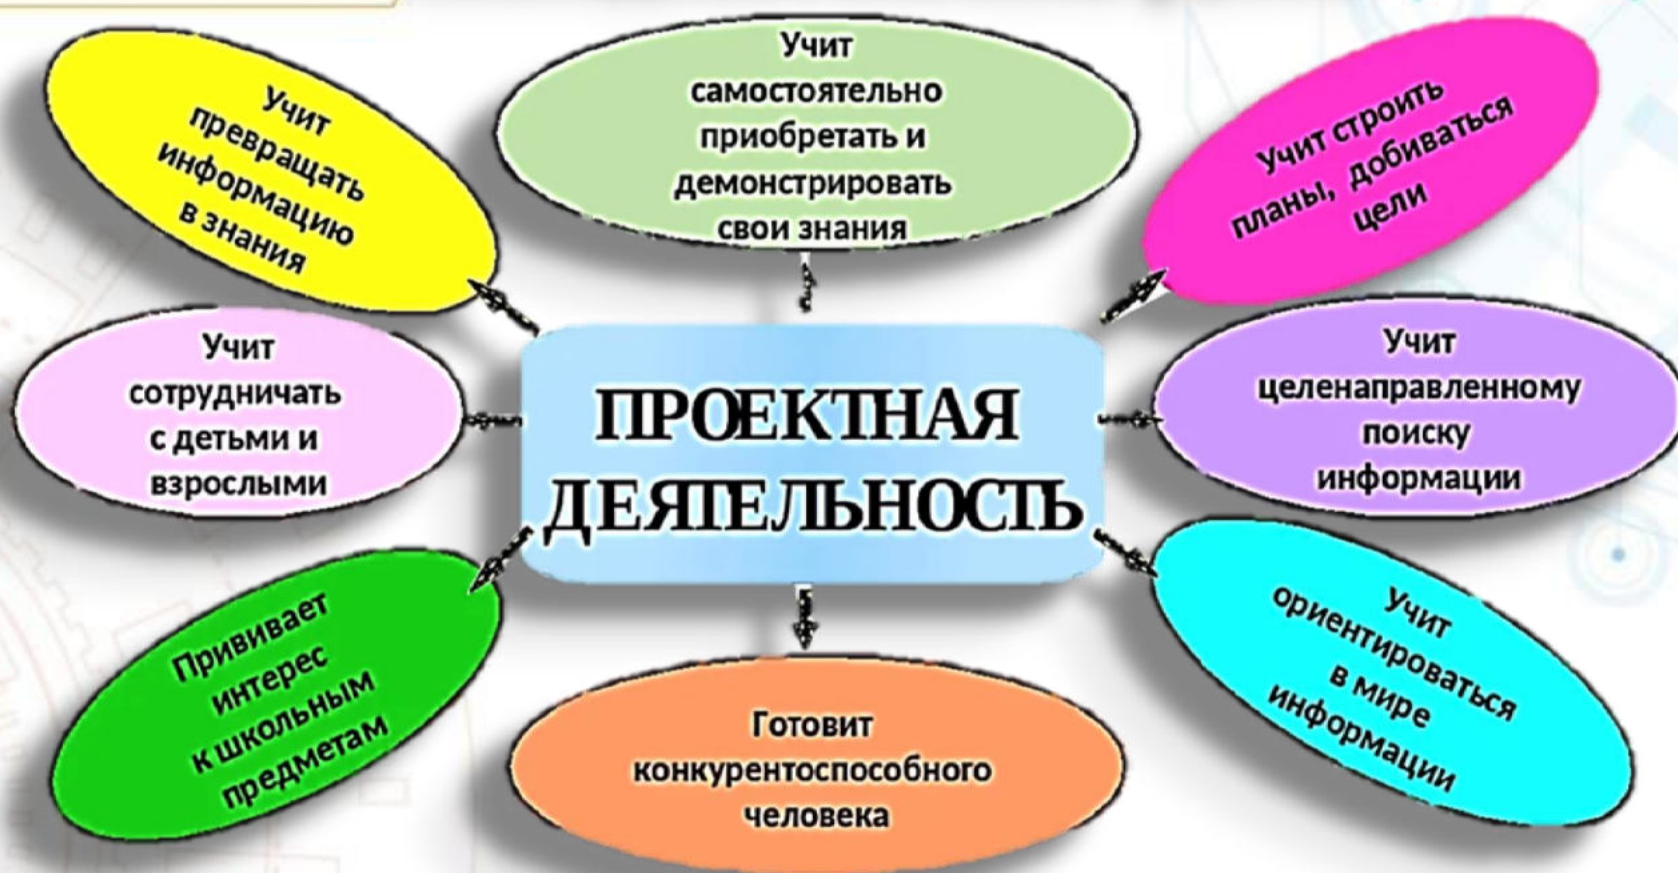 Учит
превращать
информацию
в знания
Учит
самостоятельно
приобретать и
демонстрировать
свои знания
Учит строить
планы, добиваться
цели
Учит
сотрудничать
с детьми и
взрослыми
ПРОЕКТНАЯ
ДЕЯТЕЛЬНОСТЬ
Учит
целенаправленному
поиску
информации
Прививает
интерес
к школьным
предметам
Готовит
конкурентоспособного
человека
Учит
ориентироваться
в мире
информации